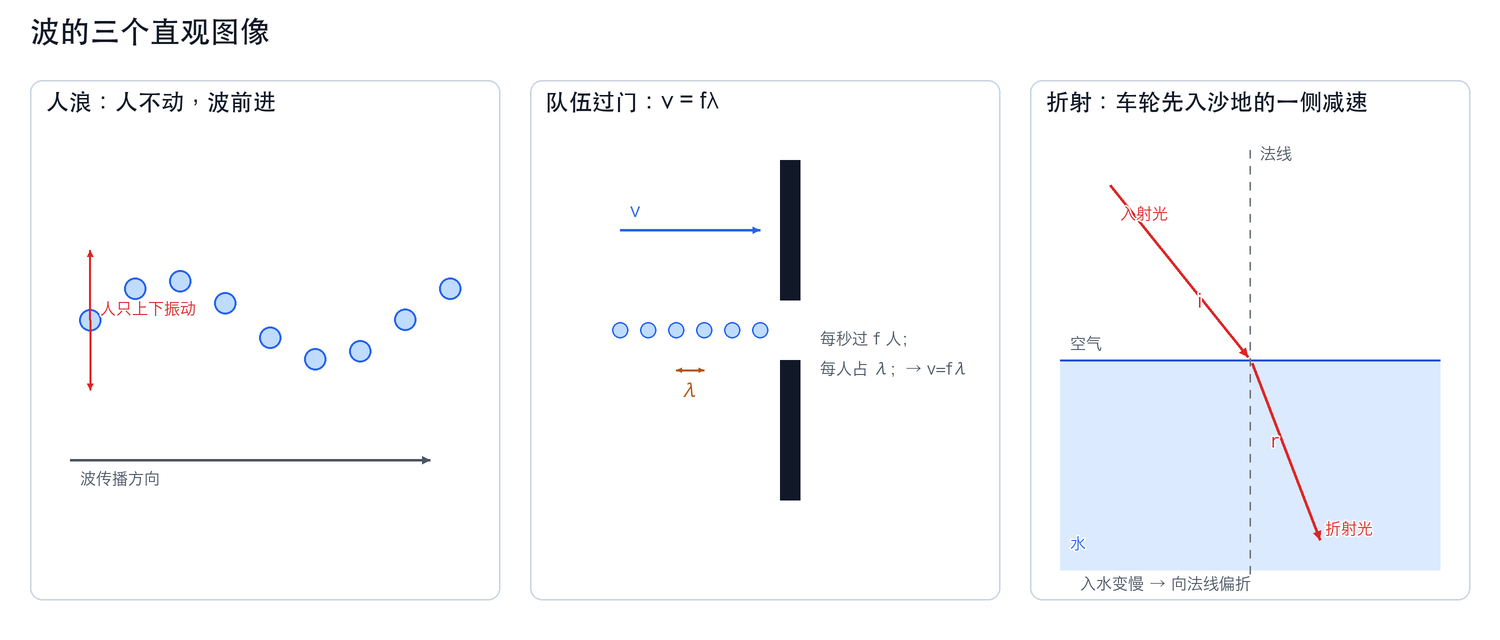 波的三个直观图像
人浪：人不动，波前进
人只上下振动
波传播方向
队伍过门：v = fλ
v
λ
每秒过 f 人；
每人占 λ；→ v=fλ
折射：车轮先入沙地的一侧减速
法线
入射光
i
空气
r
折射光
水
入水变慢 → 向法线偏折